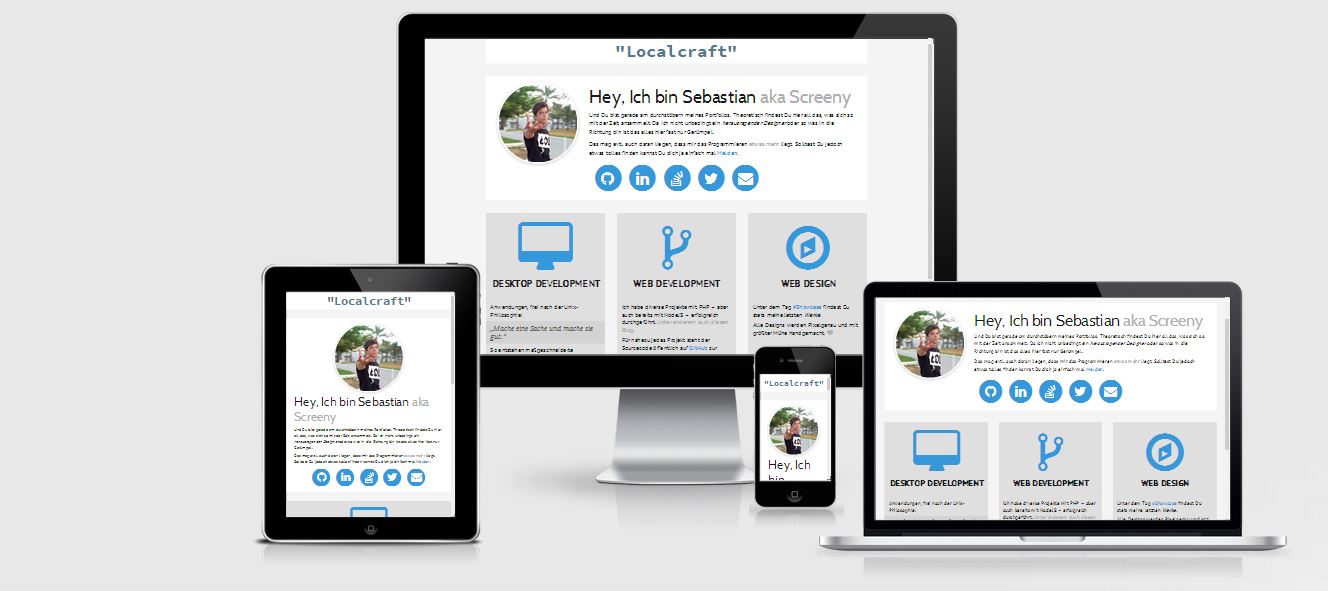 "Localcraft"
Hey, Ich bin Sebastian aka Screeny
Und Du bist gerade am durchstöbern meines Portfolios. Theoretisch findest Du hier all das, was sich so
mit der Zeit ansammelt. Da ich nicht unbedingt ein herausragender Designer oder so was in die
Richtung bin ist das alles hier fast nur Gerümpel.
Das mag evtl. auch daran liegen, dass mir das Programmieren etwas mehr liegt. Solltest Du jedoch
etwas tolles finden kannst Du dich ja einfach mal Melden.
DESKTOP DEVELOPMENT
Anwendungen, frei nach der Unix-
Philosophie:
„Mache eine Sache und mache sie
gut."
So entstehen maßgeschneiderte
WEB DEVELOPMENT
Ich habe diverse Projekte mit PHP – aber
auch bereits mit NodeJS – erfolgreich
durchgeführt. Unter anderem auch diesen
Blog.
Für nahezu jedes Projekt steht der
Sourcecode öffentlich auf GitHub zur
WEB DESIGN
Unter dem Tag #Showcase findest Du
stets meine letzten Werke.
Alle Designs werden Pixelgenau und mit
größter Mühe handgemacht.
"Localcraft"
Hey, Ich bin Sebastian aka
Screeny
"Localcraft"
Hey, Ich
bin
Hey, Ich bin Sebastian aka Screeny
Und Du bist gerade am durchstöbern meines Portfolios. Theoretisch findest Du hier all das, was sich so
mit der Zeit ansammelt. Da ich nicht unbedingt ein herausragender Designer oder so was in die
Richtung bin ist das alles hier fast nur Gerümpel.
Das mag evtl. auch daran liegen, dass mir das Programmieren etwas mehr liegt. Solltest Du jedoch
etwas tolles finden kannst Du dich ja einfach mal Melden.
DESKTOP DEVELOPMENT
Anwendungen, frei nach der Unix-
Philosophie:
WEB DEVELOPMENT
Ich habe diverse Projekte mit PHP – aber
auch bereits mit NodeJS – erfolgreich
durchgeführt. Unter anderem auch diesen
WEB DESIGN
Unter dem Tag #Showcase findest Du
stets meine letzten Werke.